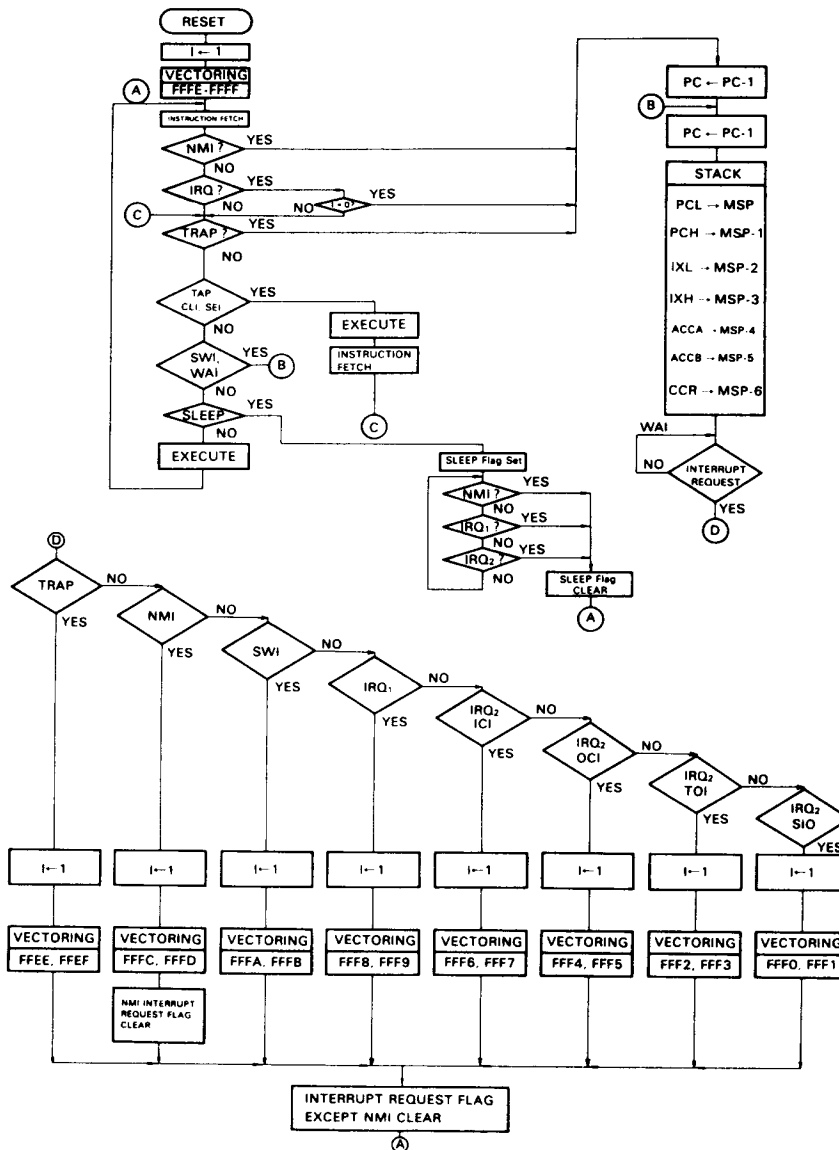 RESET
I ← 1
VECTORING
FFFE-FFFF
A
INSTRUCTION FETCH
NMI ?
YES
NO
IRQ ?
YES
NO
I = 0?
YES
NO
C
TRAP ?
YES
NO
TAP
CLI, SEI
YES
NO
EXECUTE
INSTRUCTION
FETCH
C
SWI,
WAI
YES
B
NO
SLEEP
YES
NO
EXECUTE
PC ← PC-1
B
PC ← PC-1
STACK
PCL → MSP
PCH → MSP-1
IXL → MSP-2
IXH → MSP-3
ACCA → MSP-4
ACCB → MSP-5
CCR → MSP-6
WAI
NO
INTERRUPT
REQUEST
YES
D
SLEEP Flag Set
NMI ?
YES
NO
IRQ₁ ?
YES
NO
IRQ₂ ?
YES
NO
SLEEP Flag
CLEAR
A
D
TRAP
NO
YES
NMI
NO
YES
SWI
NO
YES
IRQ₁
NO
YES
IRQ₂
ICI
NO
YES
IRQ₂
OCI
NO
YES
IRQ₂
TOI
NO
YES
IRQ₂
SIO
YES
I ← 1
I ← 1
I ← 1
I ← 1
I ← 1
I ← 1
I ← 1
I ← 1
VECTORING
FFEE, FFEF
VECTORING
FFFC, FFFD
VECTORING
FFFA, FFFB
VECTORING
FFF8, FFF9
VECTORING
FFF6, FFF7
VECTORING
FFF4, FFF5
VECTORING
FFF2, FFF3
VECTORING
FFF0, FFF1
NMI INTERRUPT
REQUEST FLAG
CLEAR
INTERRUPT REQUEST FLAG
EXCEPT NMI CLEAR
A